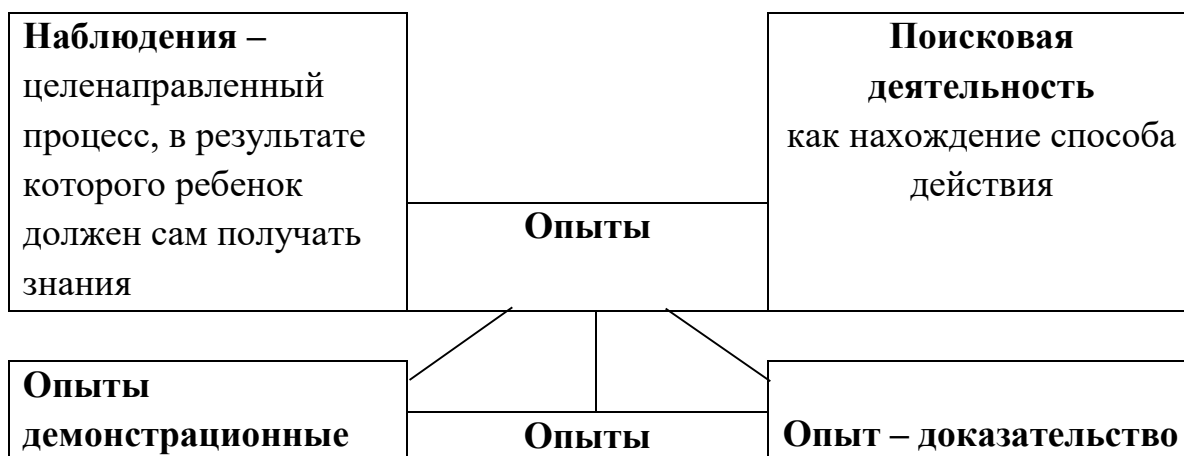 Наблюдения –
целенаправленный
процесс, в результате
которого ребенок
должен сам получать
знания
Поисковая
деятельность
как нахождение способа
действия
Опыты
Опыты
демонстрационные
Опыты
Опыт – доказательство